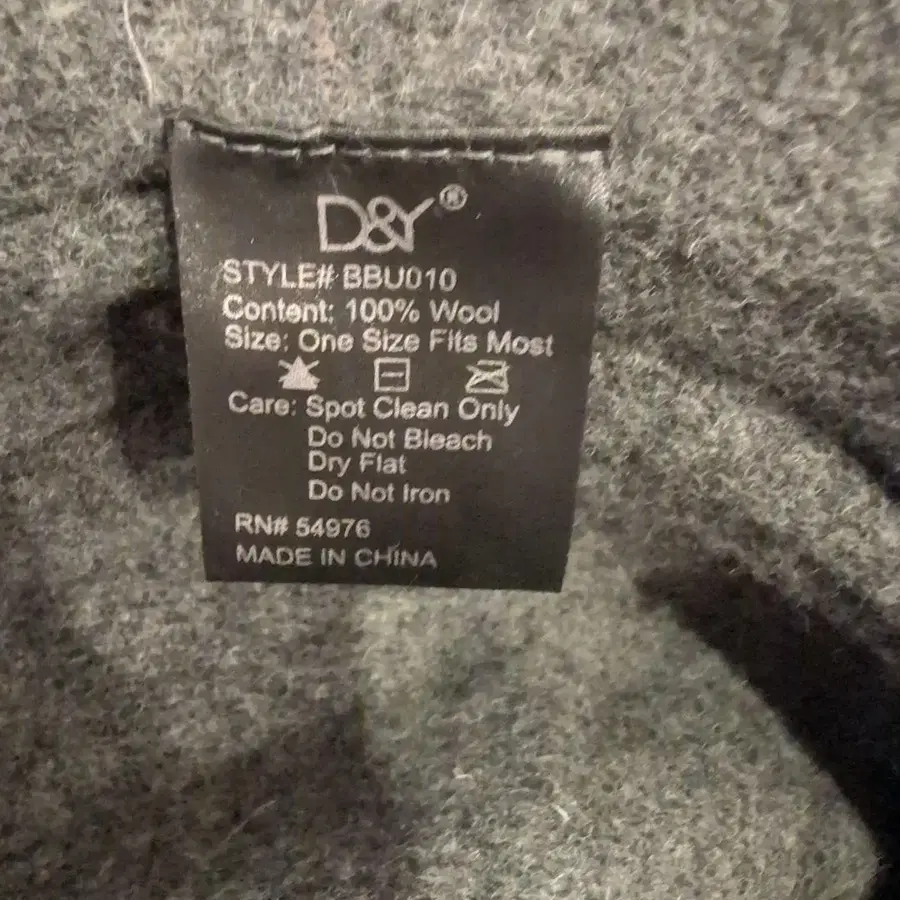 D&Y®
STYLE# BBU010
Content: 100% Wool
Size: One Size Fits Most
Care: Spot Clean Only
Do Not Bleach
Dry Flat
Do Not Iron
RN# 54976
MADE IN CHINA